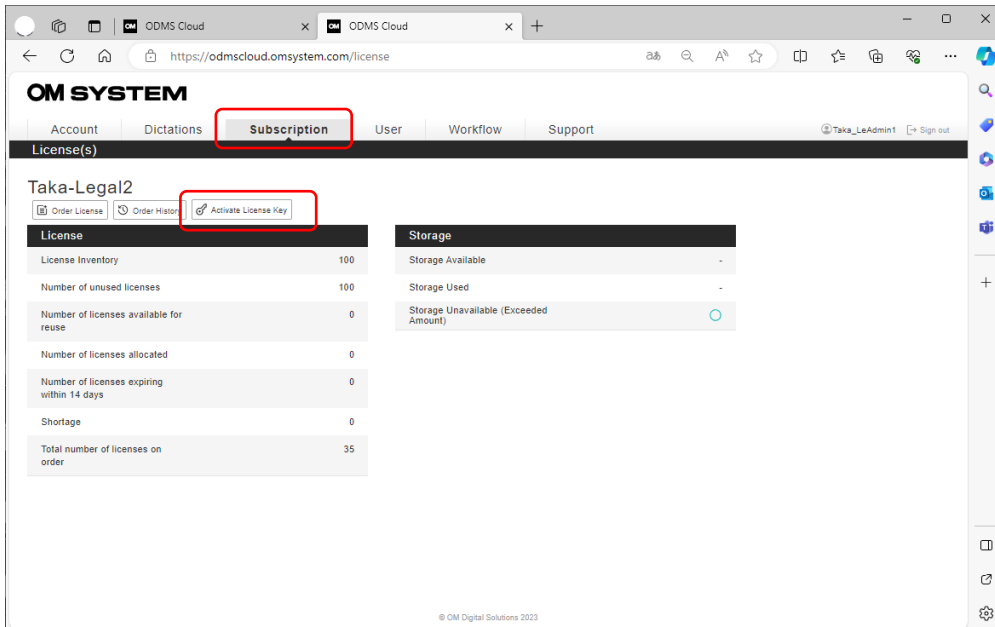 ODMS Cloud
ODMS Cloud
https://odmscloud.omsystem.com/license
OM SYSTEM
Account Dictations Subscription User Workflow Support Taka_LeAdmin1 Sign out
License(s)
Taka-Legal2
Order License Order History Activate License Key
License
License Inventory 100
Number of unused licenses 100
Number of licenses available for
reuse 0
Number of licenses allocated 0
Number of licenses expiring
within 14 days 0
Shortage 0
Total number of licenses on
order 35
Storage
Storage Available -
Storage Used -
Storage Unavailable (Exceeded
Amount)
© OM Digital Solutions 2023